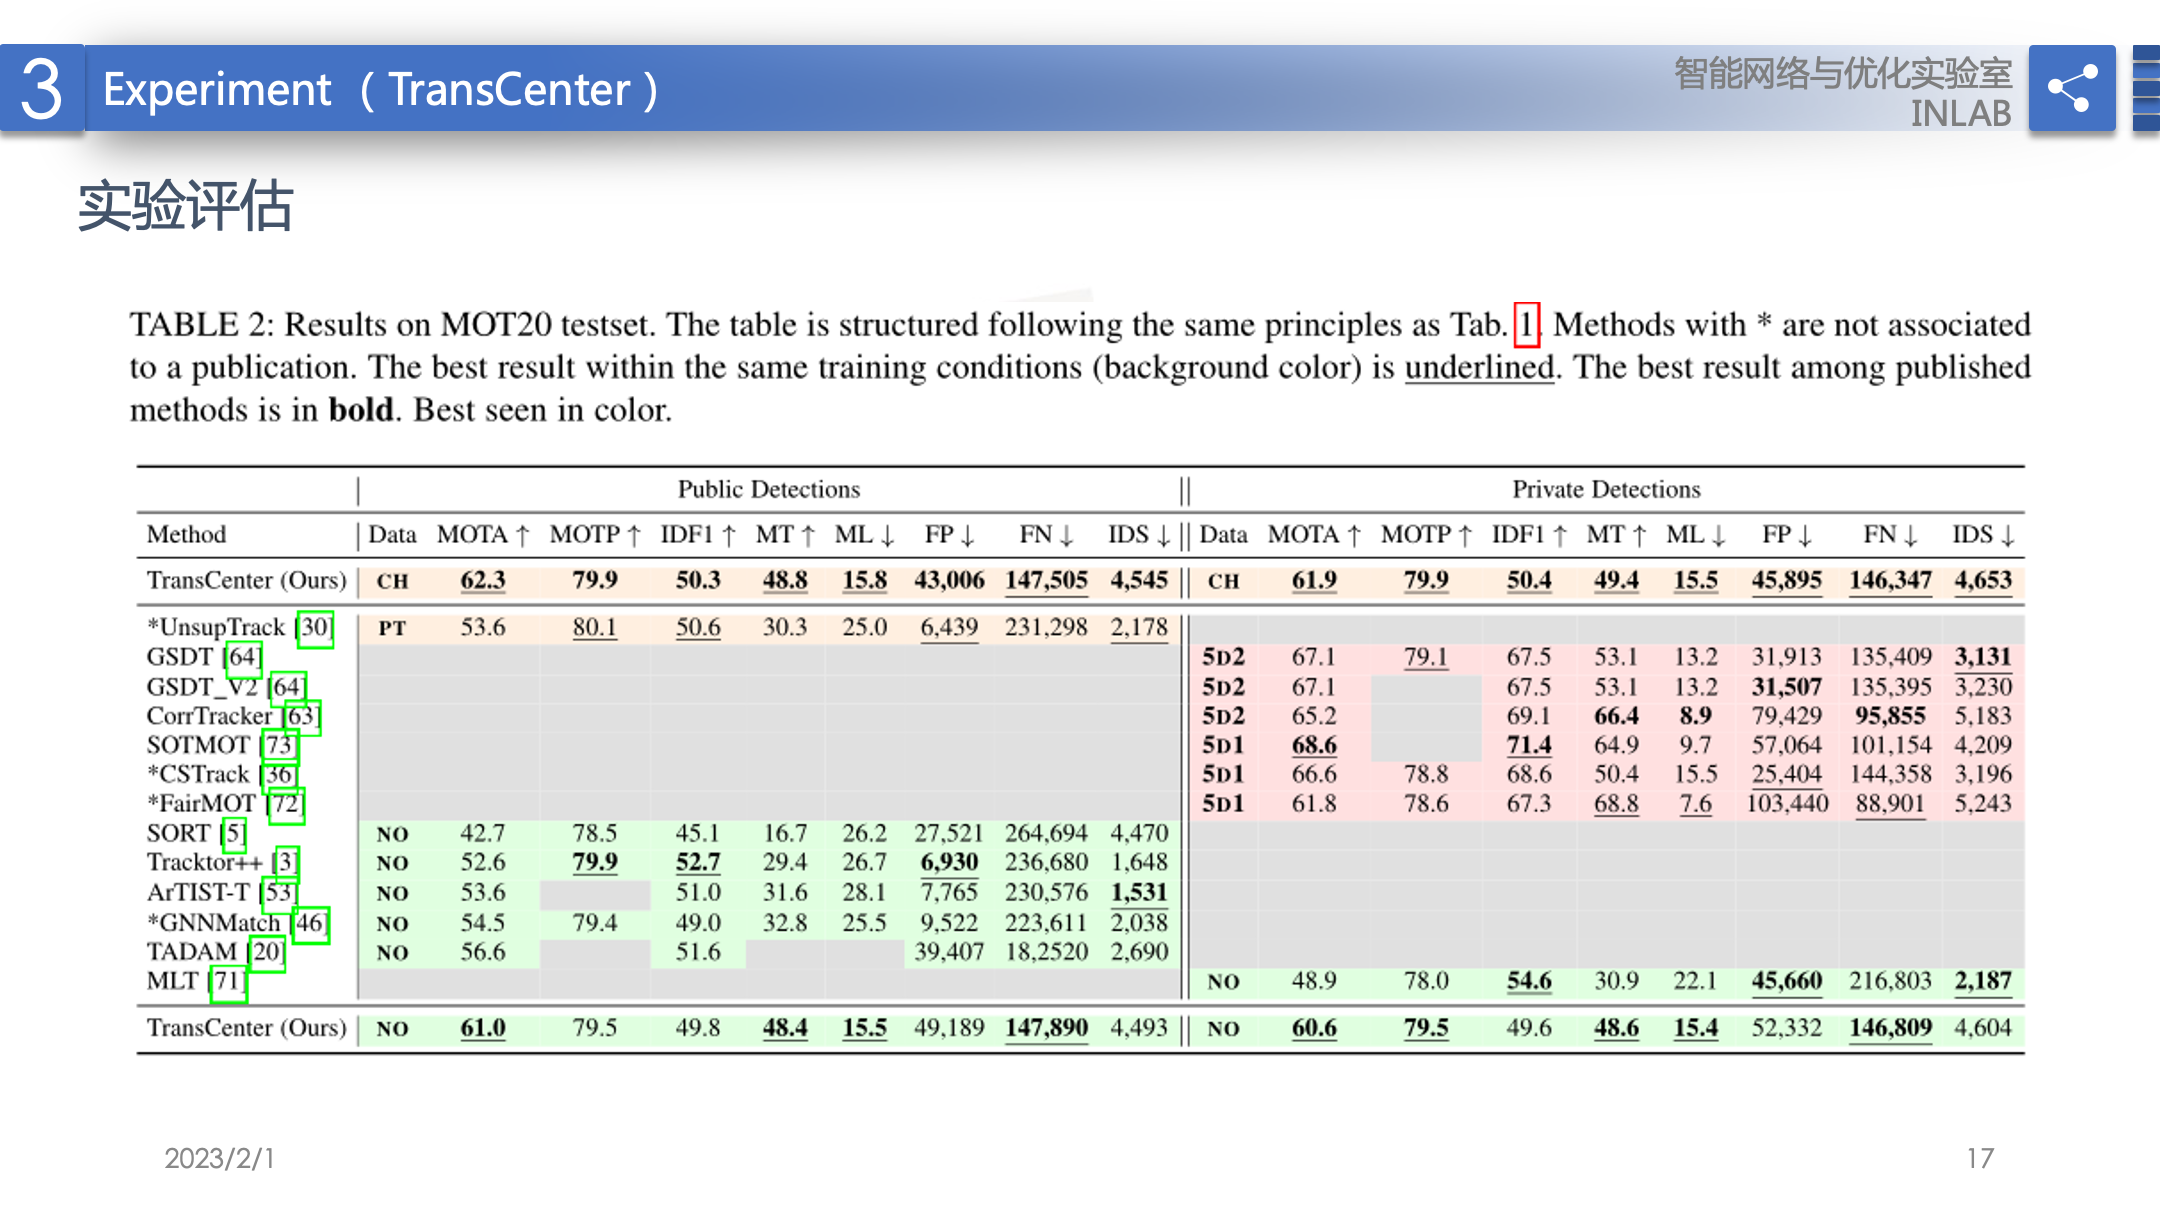 3
Experiment （TransCenter）
智能网络与优化实验室
INLAB
实验评估
TABLE 2: Results on MOT20 testset. The table is structured following the same principles as Tab. 1. Methods with * are not associated
to a publication. The best result within the same training conditions (background color) is underlined. The best result among published
methods is in bold. Best seen in color.
Public Detections Private Detections
Method Data MOTA ↑ MOTP ↑ IDF1 ↑ MT ↑ ML ↓ FP ↓ FN ↓ IDS ↓ Data MOTA ↑ MOTP ↑ IDF1 ↑ MT ↑ ML ↓ FP ↓ FN ↓ IDS ↓
TransCenter (Ours) CH 62.3 79.9 50.3 48.8 15.8 43,006 147,505 4,545 CH 61.9 79.9 50.4 49.4 15.5 45,895 146,347 4,653
*UnsupTrack [30] PT 53.6 80.1 50.6 30.3 25.0 6,439 231,298 2,178
GSDT [64] 5D2 67.1 79.1 67.5 53.1 13.2 31,913 135,409 3,131
GSDT_V2 [64] 5D2 67.1 67.5 53.1 13.2 31,507 135,395 3,230
CorrTracker [63] 5D2 65.2 69.1 66.4 8.9 79,429 95,855 5,183
SOTMOT [73] 5D1 68.6 71.4 64.9 9.7 57,064 101,154 4,209
*CSTrack [36] 5D1 66.6 78.8 68.6 50.4 15.5 25,404 144,358 3,196
*FairMOT [72] 5D1 61.8 78.6 67.3 68.8 7.6 103,440 88,901 5,243
SORT [5] NO 42.7 78.5 45.1 16.7 26.2 27,521 264,694 4,470
Tracktor++ [3] NO 52.6 79.9 52.7 29.4 26.7 6,930 236,680 1,648
ArTIST-T [53] NO 53.6 51.0 31.6 28.1 7,765 230,576 1,531
*GNNMatch [46] NO 54.5 79.4 49.0 32.8 25.5 9,522 223,611 2,038
TADAM [20] NO 56.6 51.6 39,407 18,2520 2,690
MLT [71] NO 48.9 78.0 54.6 30.9 22.1 45,660 216,803 2,187
TransCenter (Ours) NO 61.0 79.5 49.8 48.4 15.5 49,189 147,890 4,493 NO 60.6 79.5 49.6 48.6 15.4 52,332 146,809 4,604
2023/2/1
17